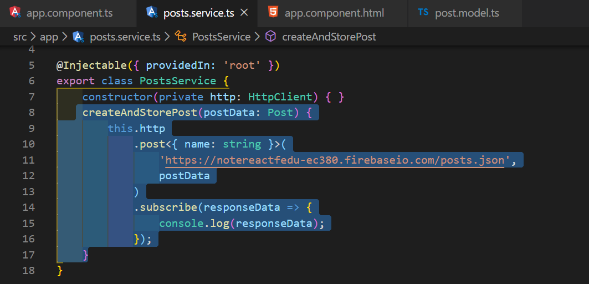 app.component.ts posts.service.ts app.component.html TS post.model.ts
src > app > posts.service.ts > PostsService > createAndStorePost
4
5 @Injectable({ providedIn: 'root' })
6 export class PostsService {
7 constructor(private http: HttpClient) { }
8 createAndStorePost(postData: Post) {
9 this.http
10 .post<{ name: string }>(
11 'https://notereactfedu-ec380.firebaseio.com/posts.json',
12 postData
13 )
14 .subscribe(responseData => {
15 console.log(responseData);
16 });
17 }
18 }